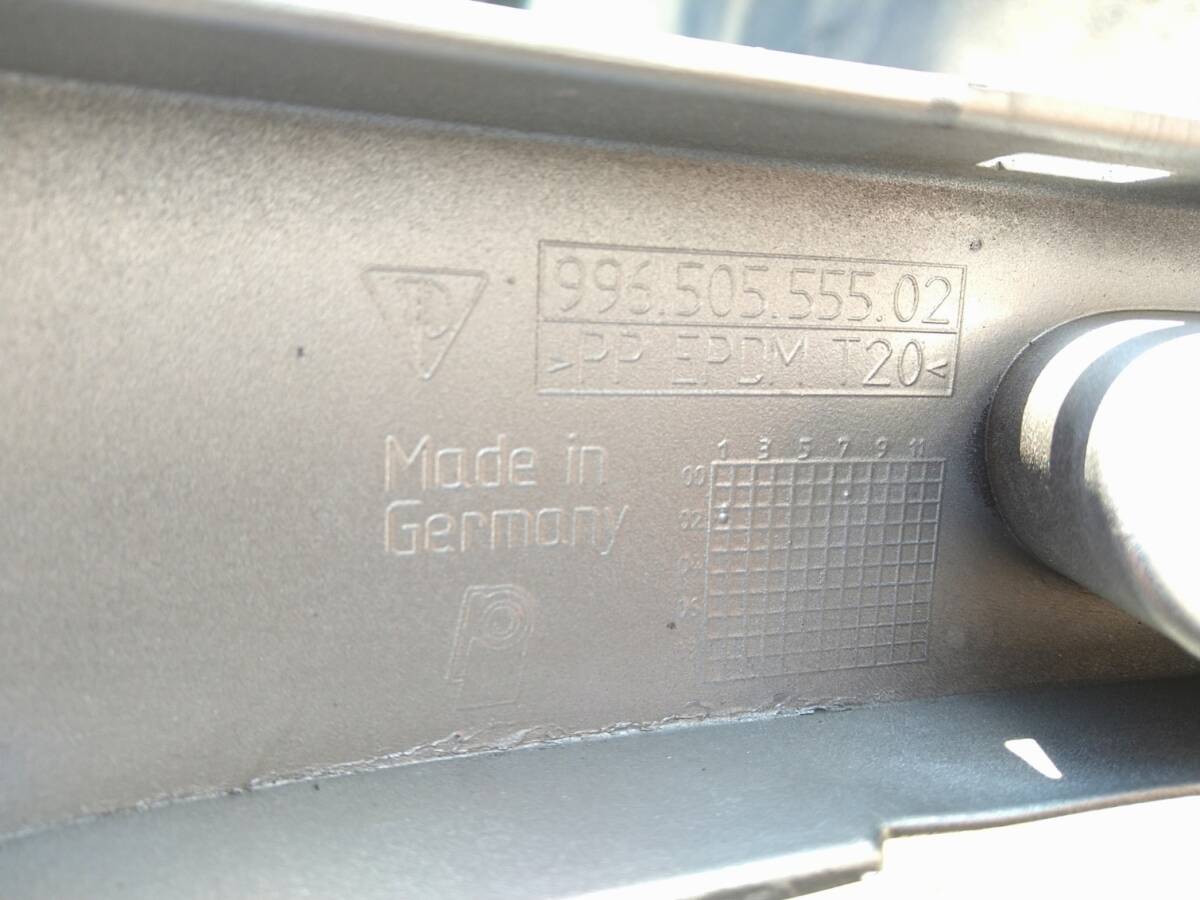 996.505.555.02
>PP EPDM T20<
Made in
Germany
1 3 5 7 9 11
00
02
04
06